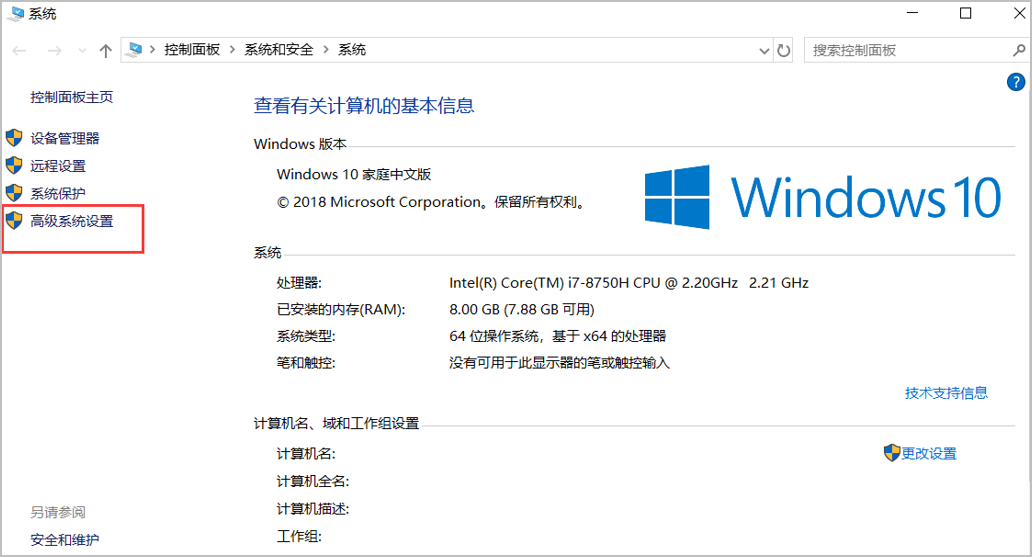 系统
控制面板 > 系统和安全 > 系统
搜索控制面板
?
控制面板主页
设备管理器
远程设置
系统保护
高级系统设置
另请参阅
安全和维护
查看有关计算机的基本信息
Windows 版本
Windows 10 家庭中文版
© 2018 Microsoft Corporation。保留所有权利。
Windows 10
系统
处理器: Intel(R) Core(TM) i7-8750H CPU @ 2.20GHz 2.21 GHz
已安装的内存(RAM): 8.00 GB (7.88 GB 可用)
系统类型: 64 位操作系统，基于 x64 的处理器
笔和触控: 没有可用于此显示器的笔或触控输入
技术支持信息
计算机名、域和工作组设置
计算机名:
更改设置
计算机全名:
计算机描述:
工作组: